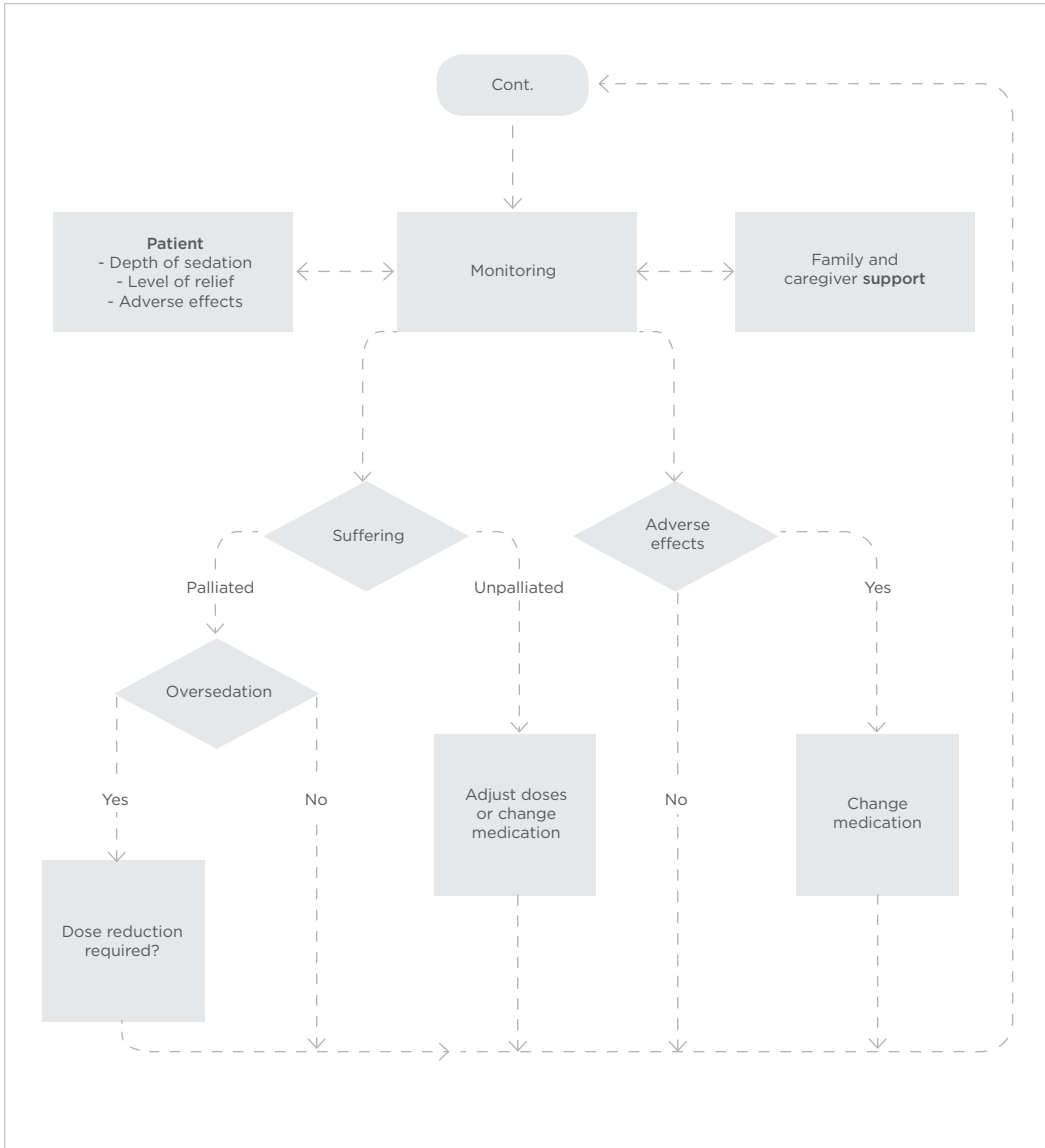 Cont.
Patient
- Depth of sedation
- Level of relief
- Adverse effects
Monitoring
Family and
caregiver support
Suffering
Adverse
effects
Palliated
Unpalliated
Yes
Oversedation
Yes
No
Adjust doses
or change
medication
No
Change
medication
Dose reduction
required?